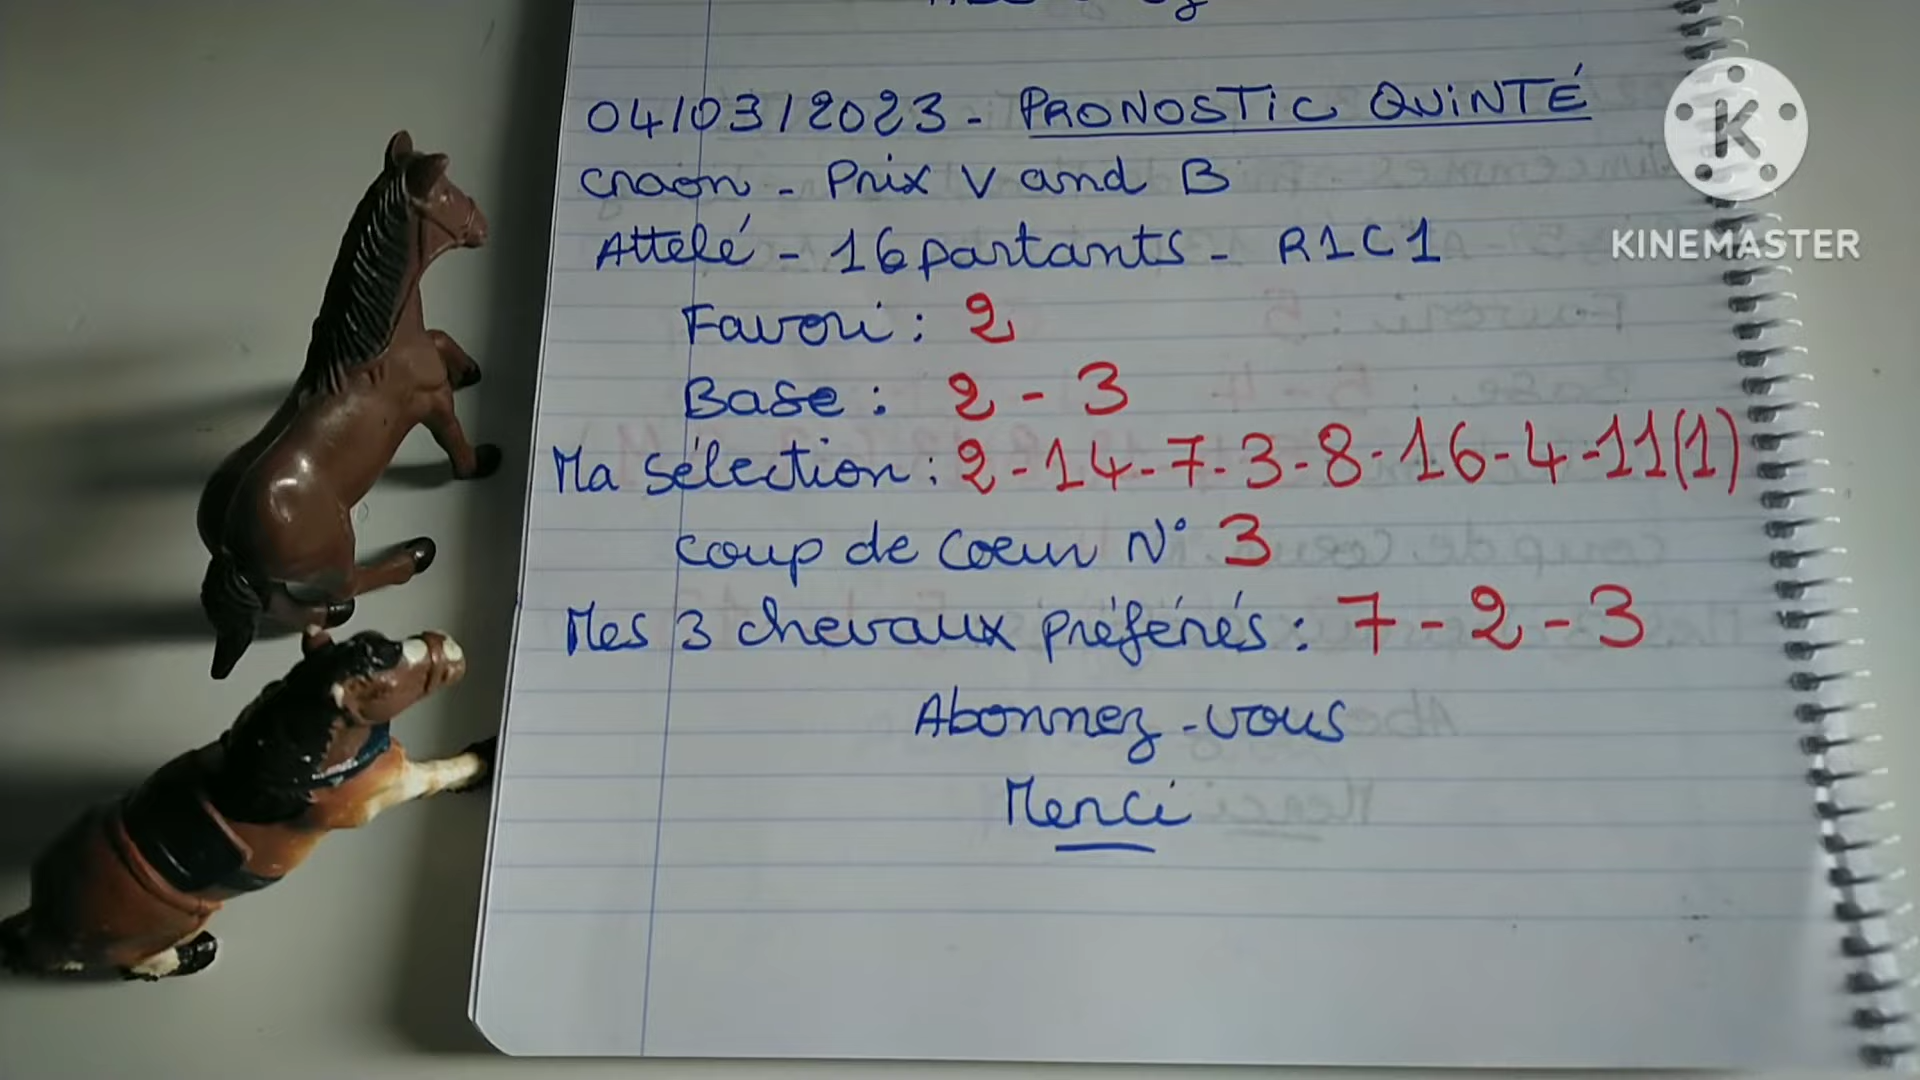 04/03/2023 - PRONOSTIC QUINTÉ
Craon - Prix V and B
Attelé - 16 partants - R1C1
Favori : 2
Base : 2 - 3
Ma sélection : 2 - 14 - 7 - 3 - 8 - 16 - 4 - 11 (1)
coup de coeur N° 3
Mes 3 chevaux préférés : 7 - 2 - 3
Abonnez-vous
Merci
K
KINEMASTER